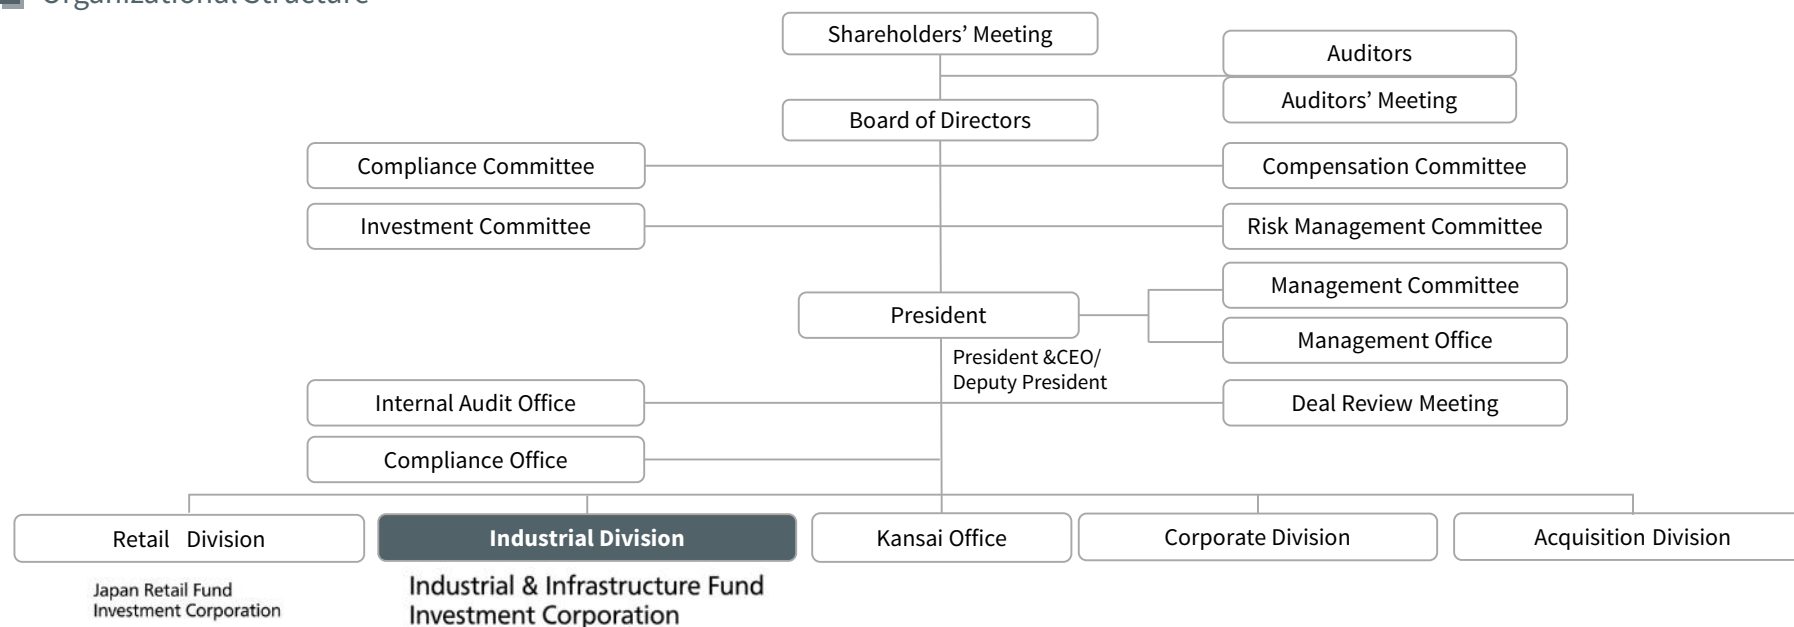 Organizational Structure
Shareholders’ Meeting
Auditors
Auditors’ Meeting
Board of Directors
Compliance Committee
Compensation Committee
Investment Committee
Risk Management Committee
Management Committee
President
Management Office
President &CEO/
Deputy President
Internal Audit Office
Deal Review Meeting
Compliance Office
Retail Division
Industrial Division
Kansai Office
Corporate Division
Acquisition Division
Japan Retail Fund
Investment Corporation
Industrial & Infrastructure Fund
Investment Corporation